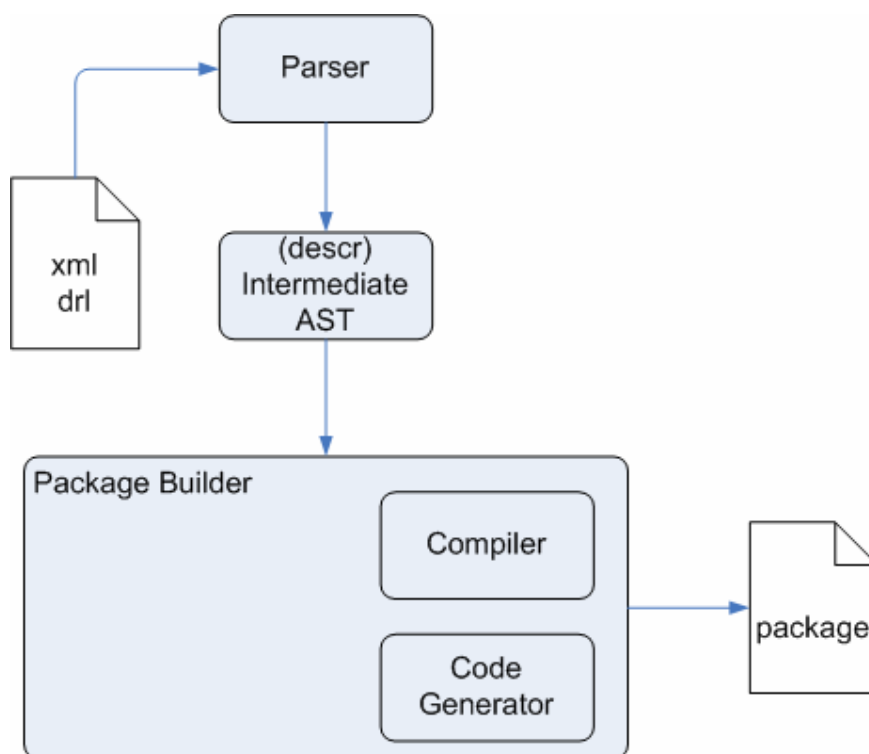 Parser
xml
drl
(descr)
Intermediate
AST
Package Builder
Compiler
Code
Generator
package